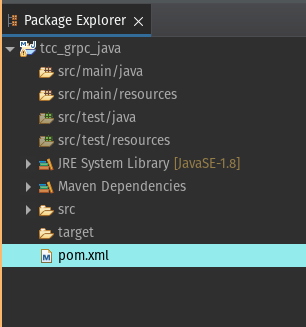 Package Explorer
tcc_grpc_java
src/main/java
src/main/resources
src/test/java
src/test/resources
JRE System Library [JavaSE-1.8]
Maven Dependencies
src
target
pom.xml